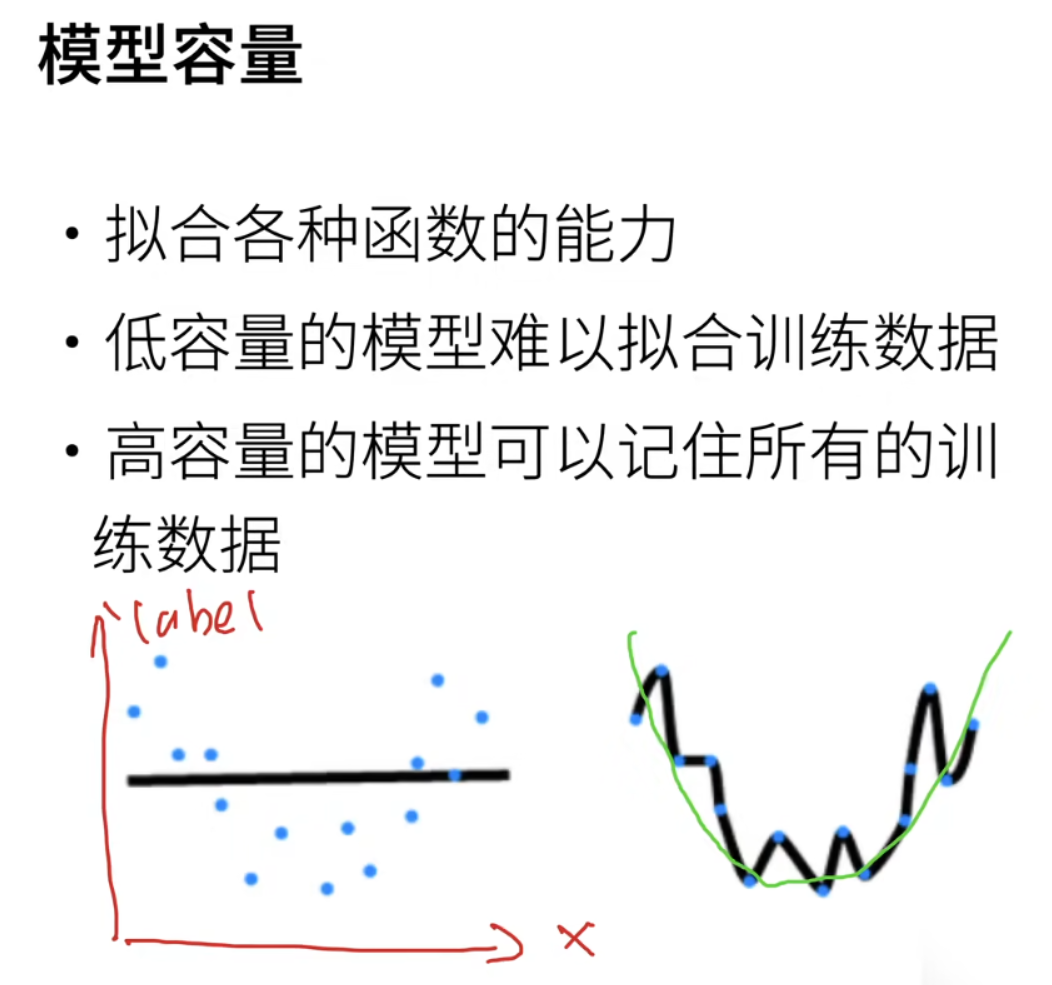 模型容量
• 拟合各种函数的能力
• 低容量的模型难以拟合训练数据
• 高容量的模型可以记住所有的训
练数据
label
x